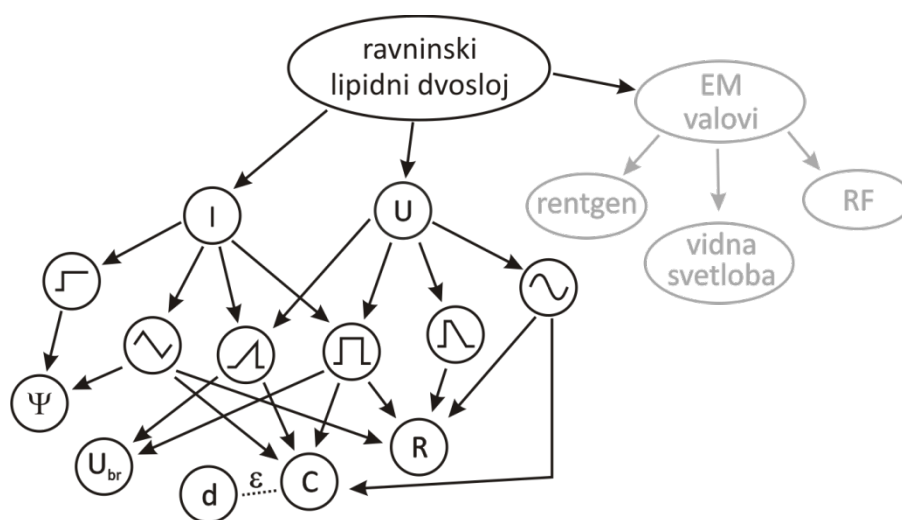 ravninski
lipidni dvosloj
EM
valovi
rentgen
RF
vidna
svetloba
I
U
Ψ
U_br
R
C
ε
d